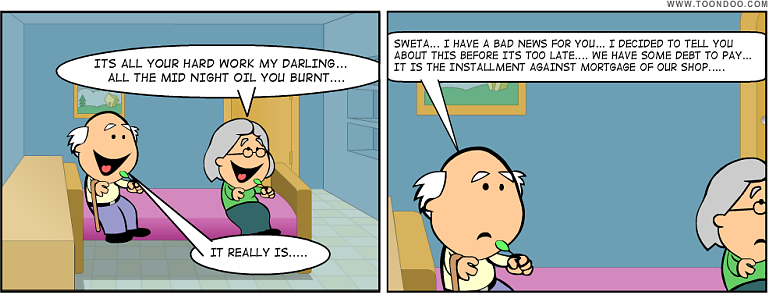 WWW.TOONDOO.COM
ITS ALL YOUR HARD WORK MY DARLING...
ALL THE MID NIGHT OIL YOU BURNT....
IT REALLY IS.....
SWETA... I HAVE A BAD NEWS FOR YOU... I DECIDED TO TELL YOU
ABOUT THIS BEFORE ITS TOO LATE.... WE HAVE SOME DEBT TO PAY...
IT IS THE INSTALLMENT AGAINST MORTGAGE OF OUR SHOP.....